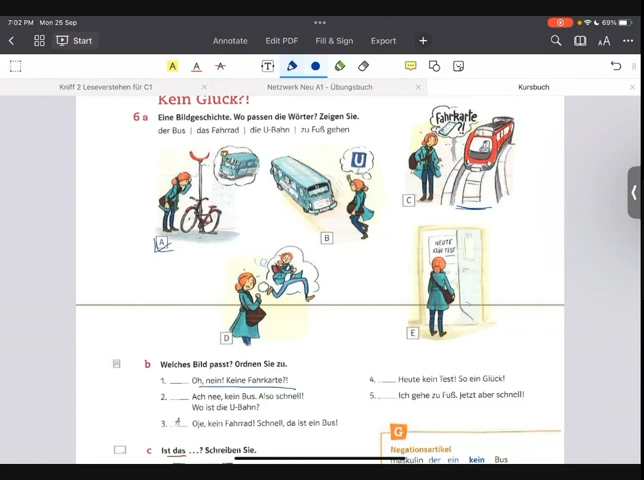 7:02 PM Mon 25 Sep
69%
Start
Annotate
Edit PDF
Fill & Sign
Export
Kniff 2 Leseverstehen für C1
Netzwerk Neu A1 - Übungsbuch
Kursbuch
Kein Glück?!
6 a Eine Bildgeschichte. Wo passen die Wörter? Zeigen Sie.
der Bus | das Fahrrad | die U-Bahn | zu Fuß gehen
Fahrkarte ?!
U
A
B
C
HEUTE KEIN TEST
D
E
b Welches Bild passt? Ordnen Sie zu.
1. ___ Oh, nein! Keine Fahrkarte?!
2. ___ Ach nee, kein Bus. Also schnell!
Wo ist die U-Bahn?
3. A Oje, kein Fahrrad! Schnell, da ist ein Bus!
4. ___ Heute kein Test! So ein Glück!
5. ___ Ich gehe zu Fuß. Jetzt aber schnell!
c Ist das ...? Schreiben Sie.
G
Negationsartikel
maskulin der ein kein Bus